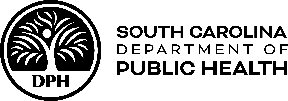 DPH
SOUTH CAROLINA
DEPARTMENT OF
PUBLIC HEALTH